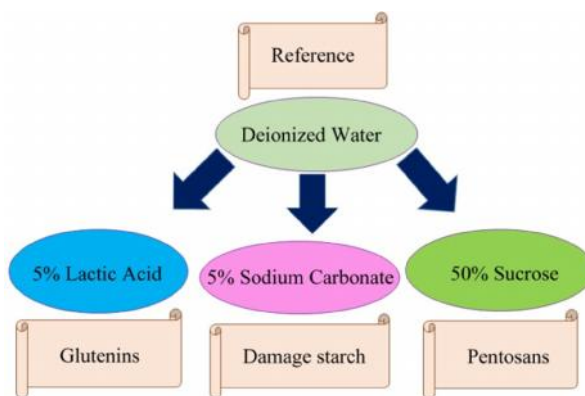 Reference
Deionized Water
5% Lactic Acid
5% Sodium Carbonate
50% Sucrose
Glutenins
Damage starch
Pentosans